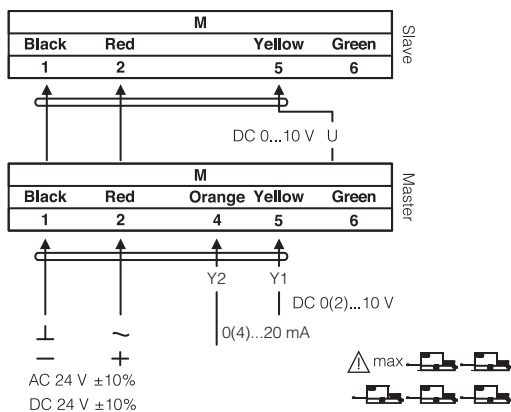 M
Black Red Yellow Green
1 2 5 6
Slave
DC 0...10 V U
M
Black Red Orange Yellow Green
1 2 4 5 6
Master
Y2 Y1
DC 0(2)...10 V
0(4)...20 mA
⊥ ~
− +
AC 24 V ±10%
DC 24 V ±10%
max